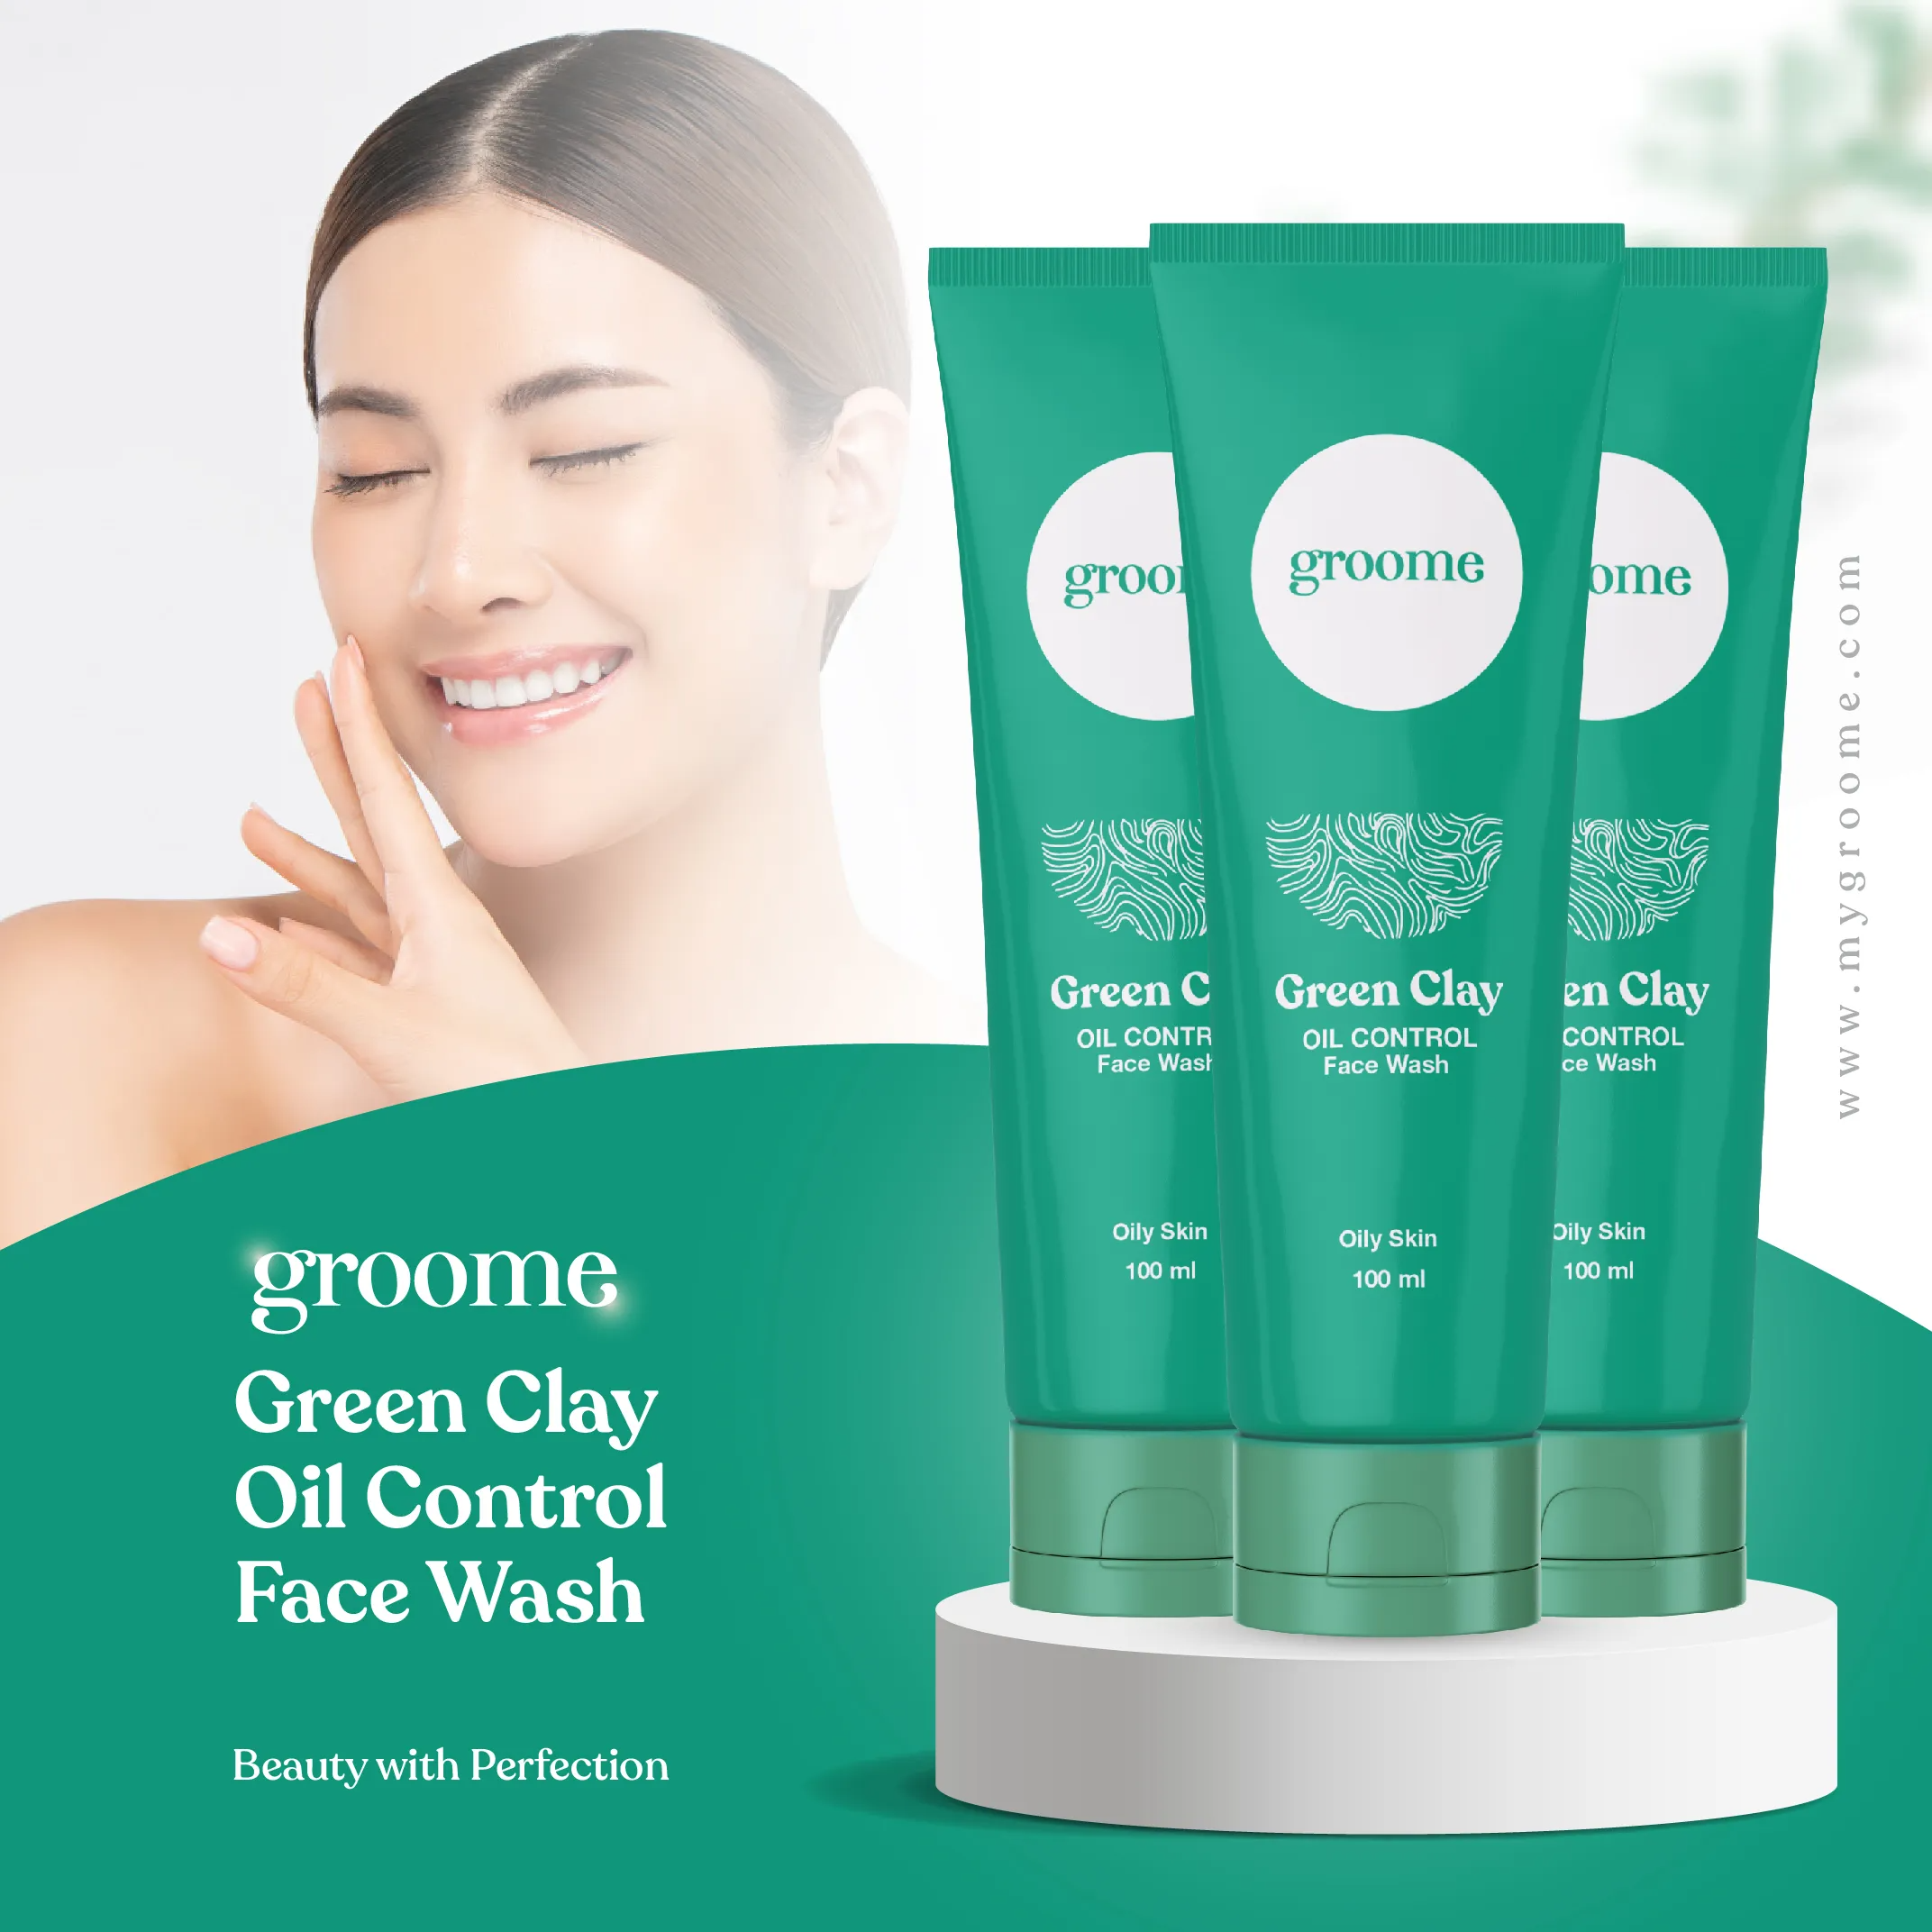 groome
Green Clay
OIL CONTROL
Face Wash
Oily Skin
100 ml
groo
Green C
OIL CONTR
Face Wash
Oily Skin
100 ml
ome
en Clay
CONTROL
ce Wash
Oily Skin
100 ml
www.mygroome.com
groome
Green Clay
Oil Control
Face Wash
Beauty with Perfection